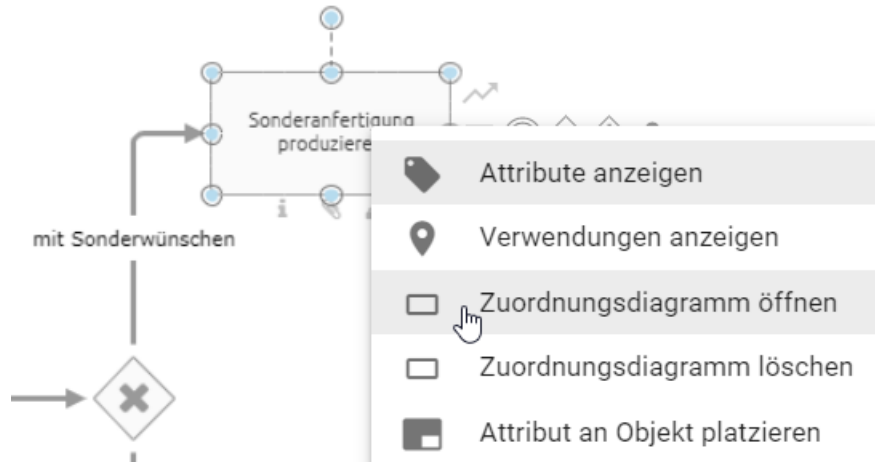 Sonderanfertigung
produziere
Attribute anzeigen
Verwendungen anzeigen
mit Sonderwünschen
Zuordnungsdiagramm öffnen
Zuordnungsdiagramm löschen
Attribut an Objekt platzieren